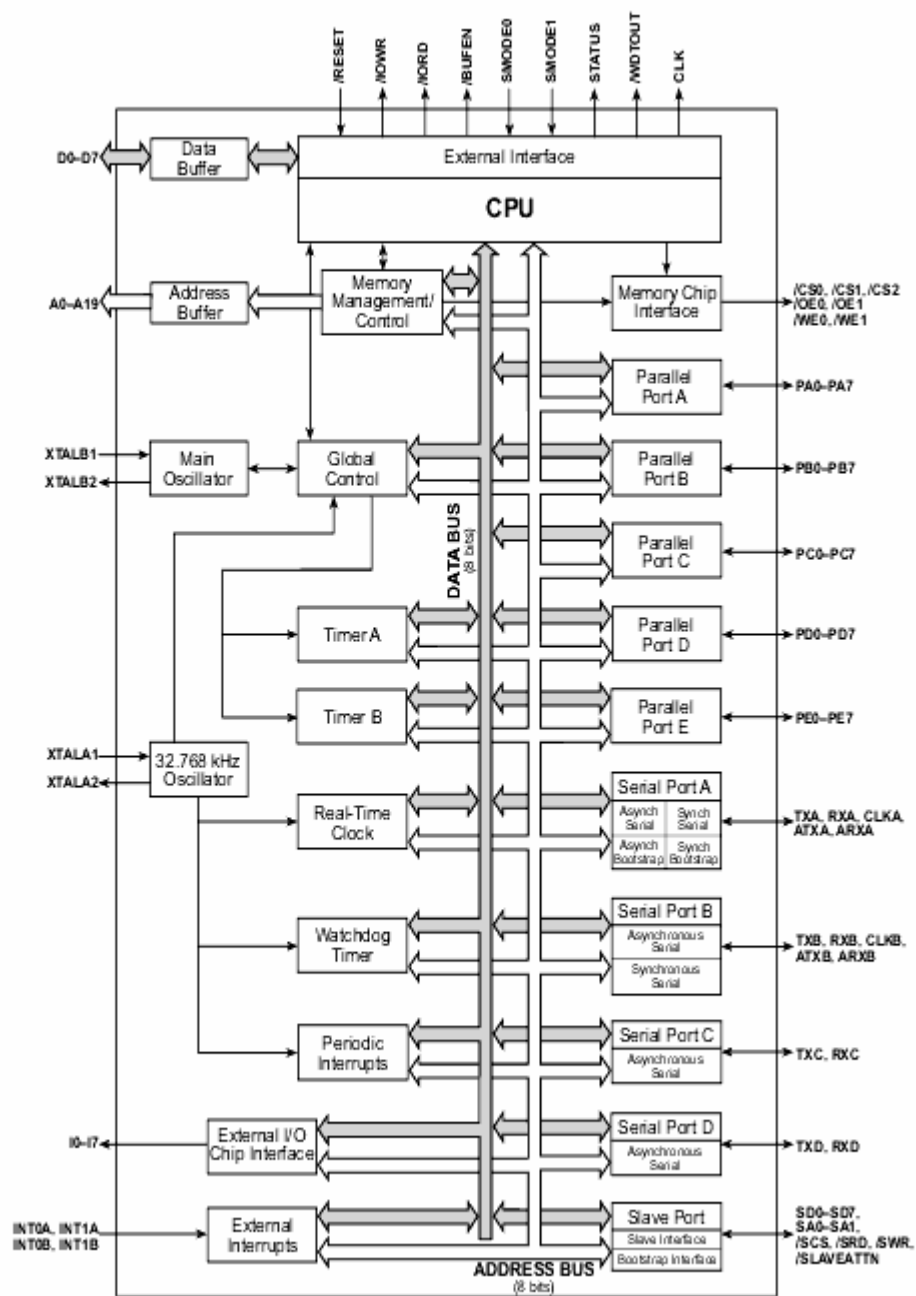 /RESET
/IOWR
/IORD
/BUFEN
SMODE0
SMODE1
STATUS
/WDTOUT
CLK
D0–D7
Data
Buffer
External Interface
CPU
A0–A19
Address
Buffer
Memory
Management/
Control
Memory Chip
Interface
/CS0, /CS1, /CS2
/OE0, /OE1
/WE0, /WE1
Parallel
Port A
PA0–PA7
XTALB1
XTALB2
Main
Oscillator
Global
Control
Parallel
Port B
PB0–PB7
DATA BUS
(8 bits)
Parallel
Port C
PC0–PC7
Timer A
Parallel
Port D
PD0–PD7
Timer B
Parallel
Port E
PE0–PE7
XTALA1
XTALA2
32.768 kHz
Oscillator
Real-Time
Clock
Serial Port A
Asynch
Serial
Synch
Serial
Asynch
Bootstrap
Synch
Bootstrap
TXA, RXA, CLKA,
ATXA, ARXA
Watchdog
Timer
Serial Port B
Asynchronous
Serial
Synchronous
Serial
TXB, RXB, CLKB,
ATXB, ARXB
Periodic
Interrupts
Serial Port C
Asynchronous
Serial
TXC, RXC
I0–I7
External I/O
Chip Interface
Serial Port D
Asynchronous
Serial
TXD, RXD
INT0A, INT1A
INT0B, INT1B
External
Interrupts
Slave Port
Slave Interface
Bootstrap Interface
SD0–SD7,
SA0–SA1,
/SCS, /SRD, /SWR,
/SLAVEATTN
ADDRESS BUS
(8 bits)